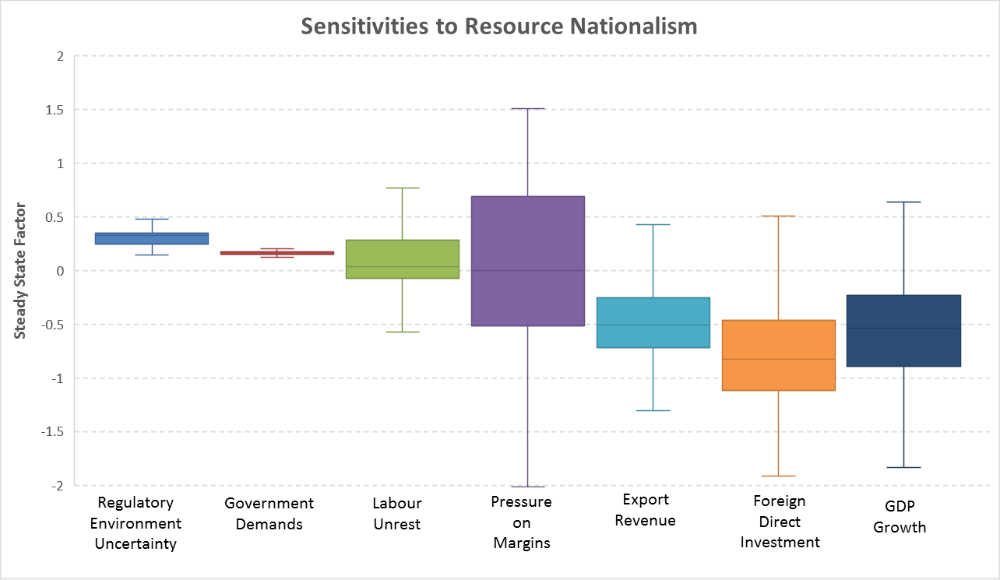 Sensitivities to Resource Nationalism
Steady State Factor
2
1.5
1
0.5
0
-0.5
-1
-1.5
-2
Regulatory
Environment
Uncertainty
Government
Demands
Labour
Unrest
Pressure
on
Margins
Export
Revenue
Foreign
Direct
Investment
GDP
Growth